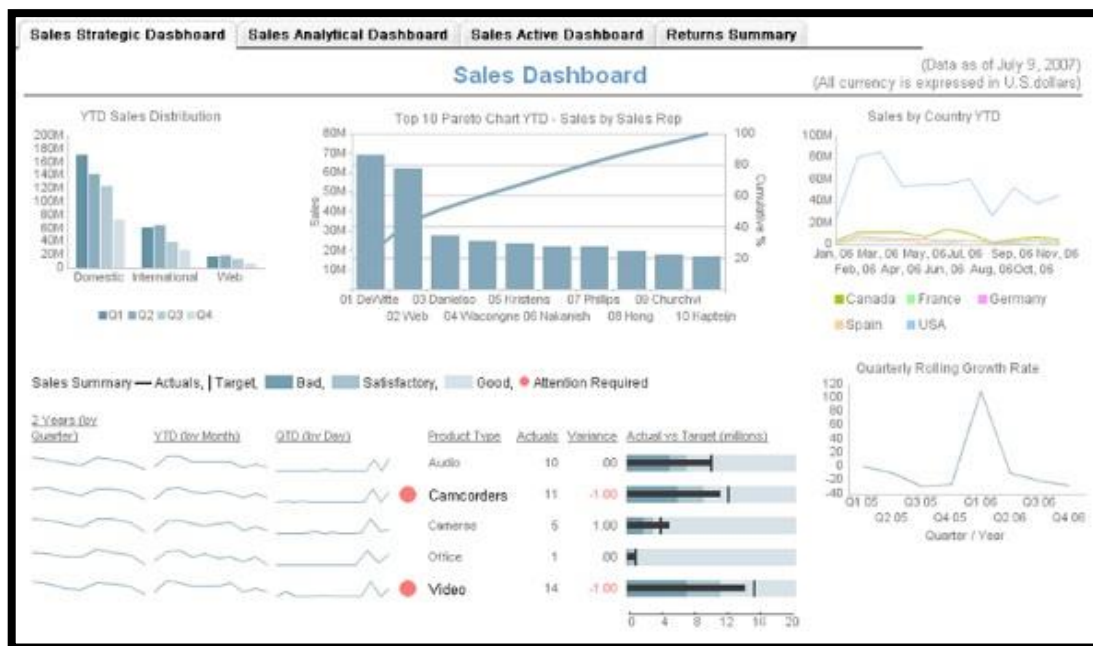 Sales Strategic Dasbhoard
Sales Analytical Dashboard
Sales Active Dashboard
Returns Summary
Sales Dashboard
(Data as of July 9, 2007)
(All currency is expressed in U.S.dollars)
YTD Sales Distribution
200M
180M
160M
140M
120M
100M
80M
60M
40M
20M
0M
Domestic International Web
Q1 Q2 Q3 Q4
Top 10 Pareto Chart YTD - Sales by Sales Rep
80M
70M
60M
50M
40M
30M
20M
10M
Sales
100
80
60
40
20
Cumulative %
01 DeWitte 03 Danielso 05 Kristens 07 Phillips 09 Churchvi
02 Web 04 Wacongne 06 Nakanish 08 Hong 10 Kapteijn
Sales by Country YTD
100M
80M
60M
40M
20M
0M
Jan, 06 Mar, 06 May, 06 Jul, 06 Sep, 06 Nov, 06
Feb, 06 Apr, 06 Jun, 06 Aug, 06 Oct, 06
Canada France Germany
Spain USA
Sales Summary Actuals, Target, Bad, Satisfactory, Good, Attention Required
2 Years (by Quarter)
YTD (by Month)
QTD (by Day)
Product Type Actuals Variance Actual vs Target (millions)
Audio 10 .00
Camcorders 11 -1.00
Cameras 5 1.00
Office 1 .00
Video 14 -1.00
0 4 8 12 16 20
Quarterly Rolling Growth Rate
120
100
80
60
40
20
0
-20
-40
Q1 05 Q3 05 Q1 06 Q3 06
Q2 05 Q4 05 Q2 06 Q4 06
Quarter / Year